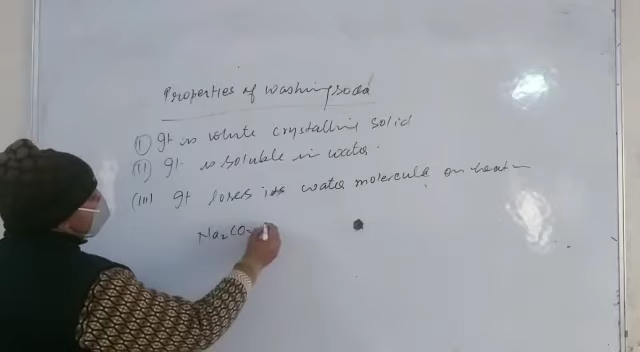 Properties of washing soda
(I) It is white crystalline solid
(II) It is soluble in water.
(III) It loses its water molecule on heat
Na₂CO₃